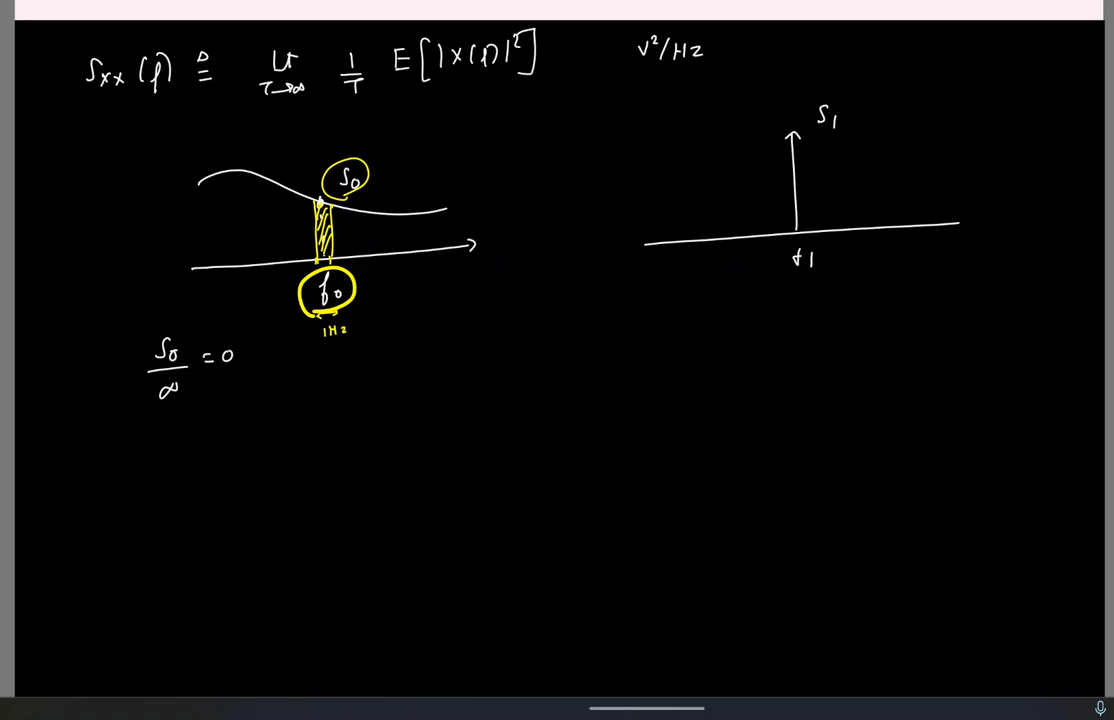 Sxx (f) ≜ Lt T→∞ 1/T E[|X(f)|²] V²/Hz
S1
S0
f1
f0
1Hz
S0/∞ = 0